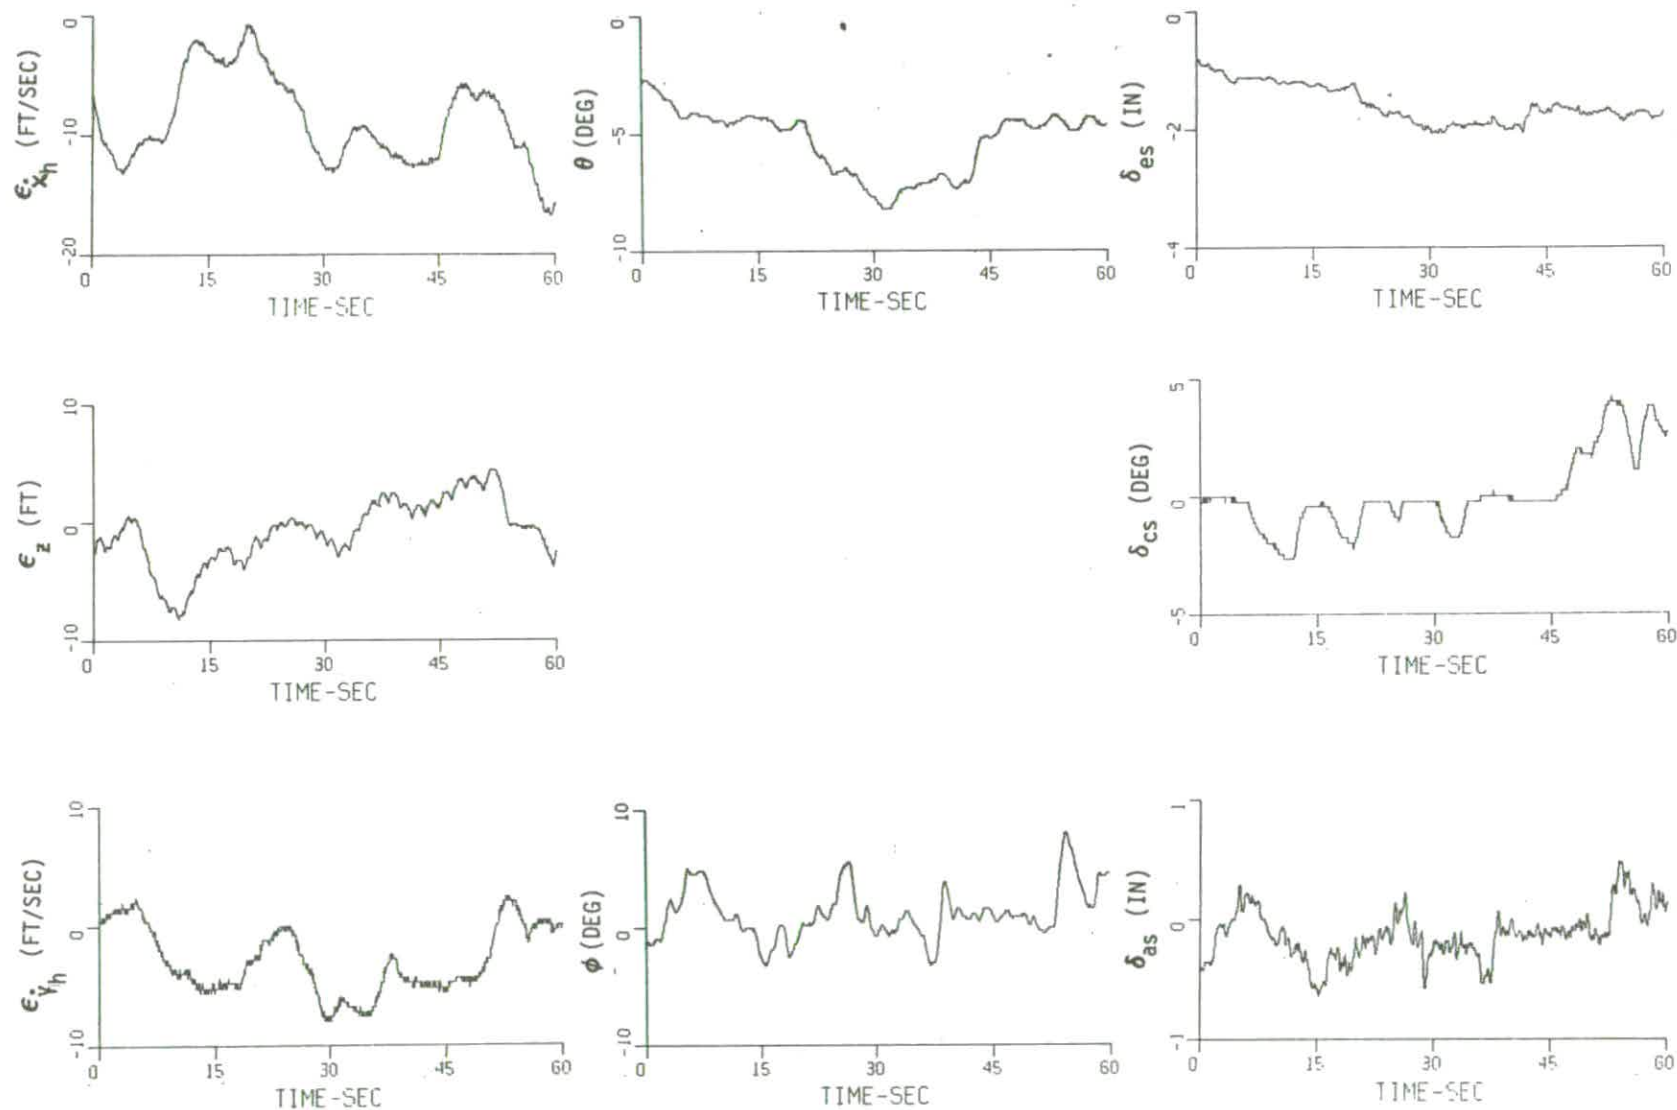 ϵẋh (FT/SEC)
0
-10
-20
0 15 30 45 60
TIME-SEC
θ (DEG)
0
-5
-10
0 15 30 45 60
TIME-SEC
δes (IN)
0
-2
-4
0 15 30 45 60
TIME-SEC
ϵz (FT)
10
0
-10
0 15 30 45 60
TIME-SEC
δcs (DEG)
5
0
-5
0 15 30 45 60
TIME-SEC
ϵẏh (FT/SEC)
10
0
-10
0 15 30 45 60
TIME-SEC
ϕ (DEG)
10
0
-10
0 15 30 45 60
TIME-SEC
δas (IN)
1
0
-1
0 15 30 45 60
TIME-SEC